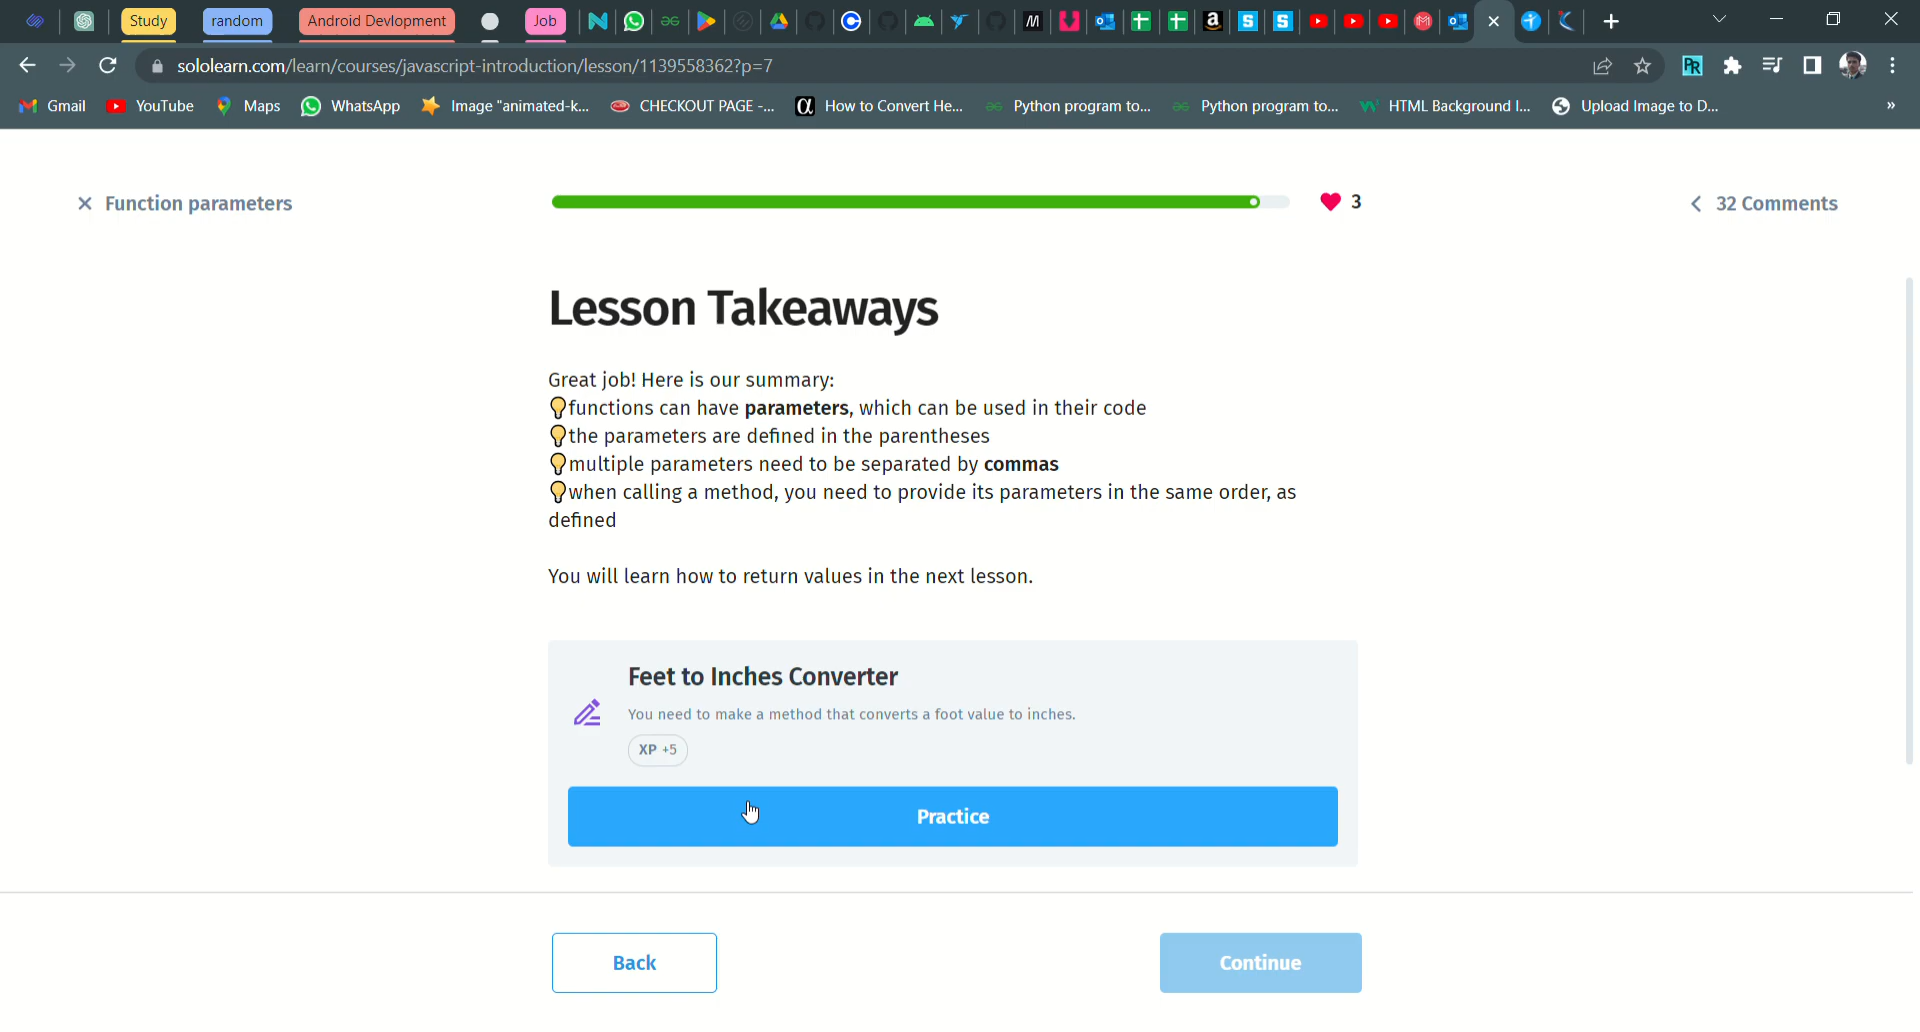 Study
random
Android Devlopment
Job
sololearn.com/learn/courses/javascript-introduction/lesson/1139558362?p=7
Gmail
YouTube
Maps
WhatsApp
Image "animated-k...
CHECKOUT PAGE -...
How to Convert He...
Python program to...
Python program to...
HTML Background I...
Upload Image to D...
»
Function parameters
3
32 Comments
Lesson Takeaways
Great job! Here is our summary:
functions can have parameters, which can be used in their code
the parameters are defined in the parentheses
multiple parameters need to be separated by commas
when calling a method, you need to provide its parameters in the same order, as
defined
You will learn how to return values in the next lesson.
Feet to Inches Converter
You need to make a method that converts a foot value to inches.
XP +5
Practice
Back
Continue